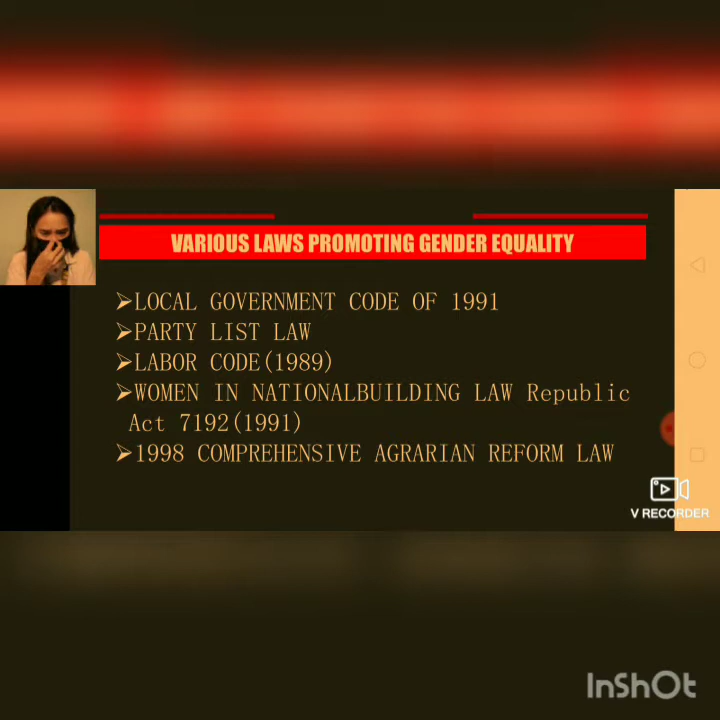 VARIOUS LAWS PROMOTING GENDER EQUALITY
➢LOCAL GOVERNMENT CODE OF 1991
➢PARTY LIST LAW
➢LABOR CODE(1989)
➢WOMEN IN NATIONALBUILDING LAW Republic
Act 7192(1991)
➢1998 COMPREHENSIVE AGRARIAN REFORM LAW
V RECORDER
InShOt